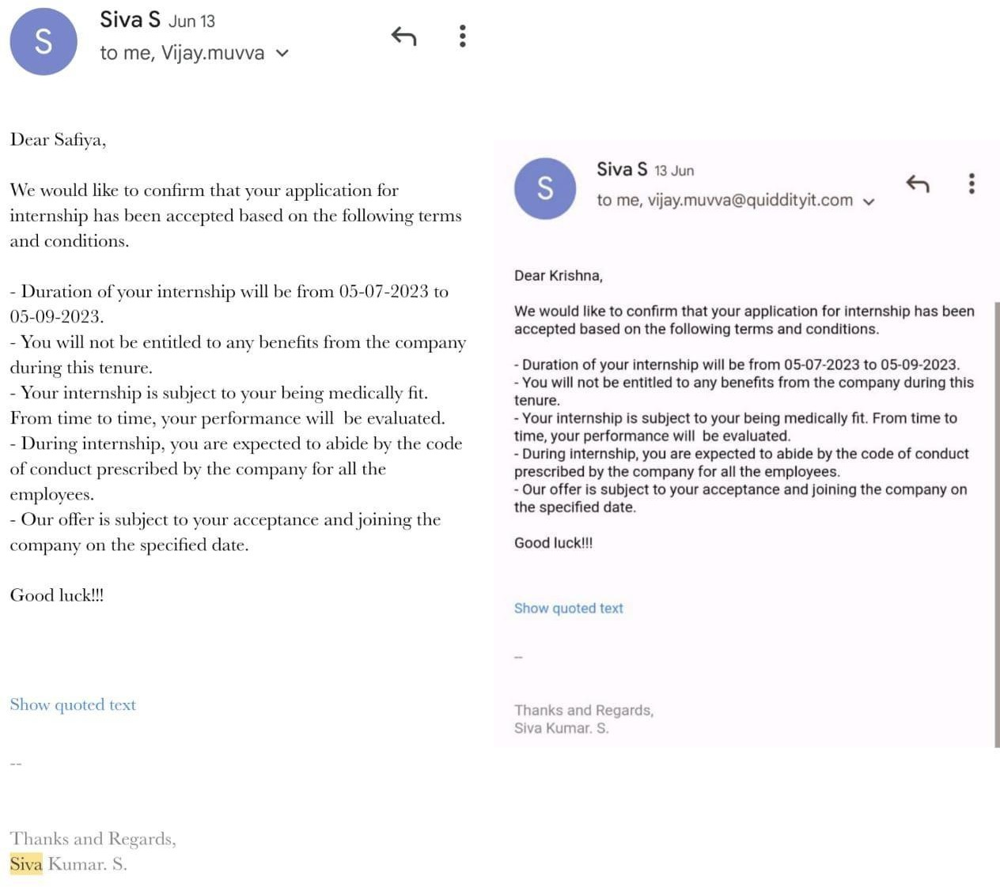 S
Siva S Jun 13
to me, Vijay.muvva
Dear Safiya,
We would like to confirm that your application for
internship has been accepted based on the following terms
and conditions.
- Duration of your internship will be from 05-07-2023 to
05-09-2023.
- You will not be entitled to any benefits from the company
during this tenure.
- Your internship is subject to your being medically fit.
From time to time, your performance will  be evaluated.
- During internship, you are expected to abide by the code
of conduct prescribed by the company for all the
employees.
- Our offer is subject to your acceptance and joining the
company on the specified date.
Good luck!!!
Show quoted text
--
Thanks and Regards,
Siva Kumar. S.
S
Siva S 13 Jun
to me, vijay.muvva@quiddityit.com
Dear Krishna,
We would like to confirm that your application for internship has been
accepted based on the following terms and conditions.
- Duration of your internship will be from 05-07-2023 to 05-09-2023.
- You will not be entitled to any benefits from the company during this
tenure.
- Your internship is subject to your being medically fit. From time to
time, your performance will  be evaluated.
- During internship, you are expected to abide by the code of conduct
prescribed by the company for all the employees.
- Our offer is subject to your acceptance and joining the company on
the specified date.
Good luck!!!
Show quoted text
--
Thanks and Regards,
Siva Kumar. S.